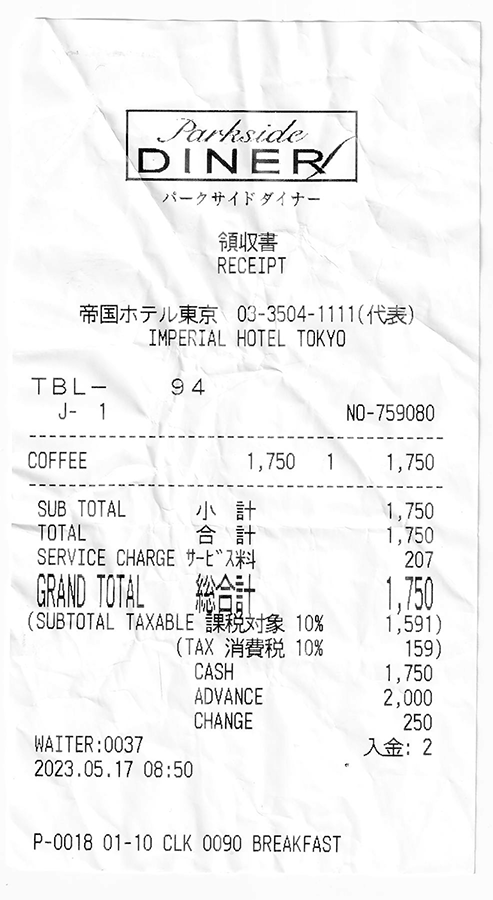 Parkside
DINER
パークサイドダイナー
領収書
RECEIPT
帝国ホテル東京 03-3504-1111(代表)
IMPERIAL HOTEL TOKYO
TBL- 94
J- 1 NO-759080
COFFEE 1,750 1 1,750
SUB TOTAL 小 計 1,750
TOTAL 合 計 1,750
SERVICE CHARGE サービス料 207
GRAND TOTAL 総合計 1,750
(SUBTOTAL TAXABLE 課税対象 10% 1,591)
(TAX 消費税 10% 159)
CASH 1,750
ADVANCE 2,000
CHANGE 250
WAITER:0037 入金: 2
2023.05.17 08:50
P-0018 01-10 CLK 0090 BREAKFAST